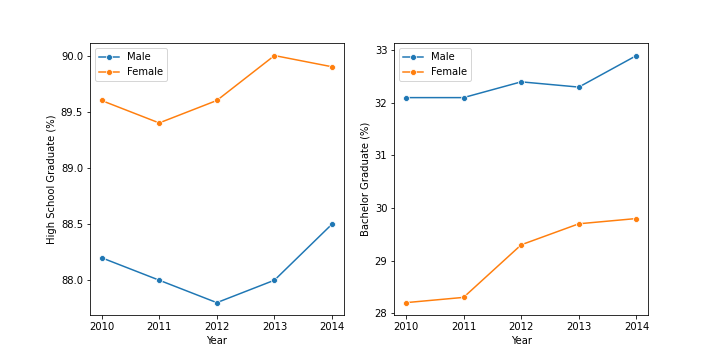 Male
Female
90.0
89.5
89.0
88.5
88.0
High School Graduate (%)
2010 2011 2012 2013 2014
Year
Male
Female
33
32
31
30
29
28
Bachelor Graduate (%)
2010 2011 2012 2013 2014
Year